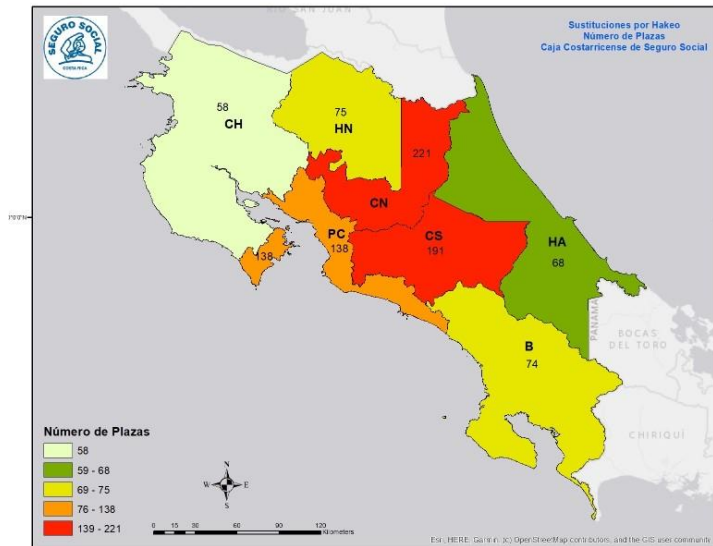 SEGURO SOCIAL
COSTA RICA
Sustituciones por Hakeo
Número de Plazas
Caja Costarricense de Seguro Social
58
CH
75
HN
221
CN
PC
138
138
CS
191
HA
68
B
74
PANAMÁ
BOCAS
DEL TORO
CHIRIQUÍ
Número de Plazas
58
59 - 68
69 - 75
76 - 138
139 - 221
N
W E
S
0 15 30 60 90 120
Kilometers
Esri, HERE, Garmin, (c) OpenStreetMap contributors, and the GIS user community